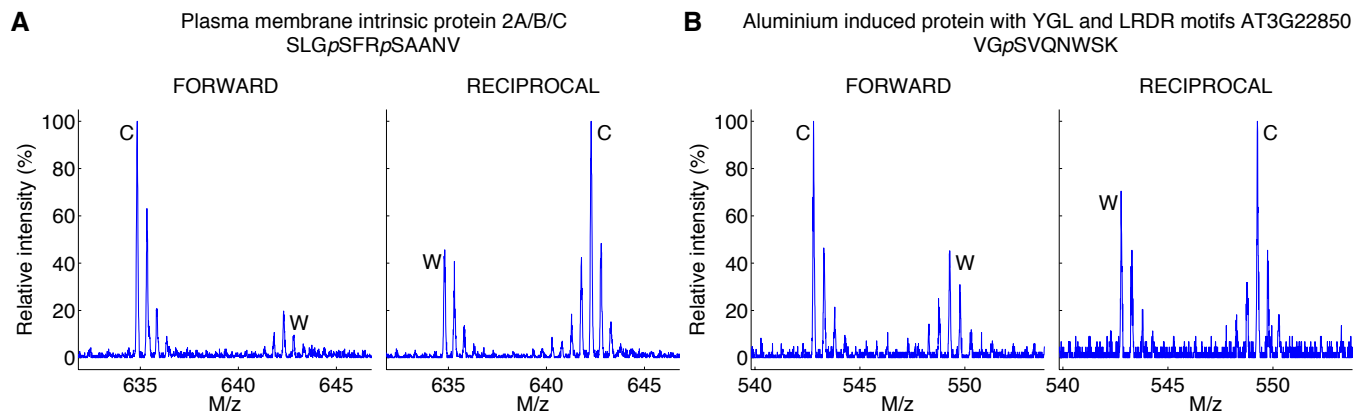 A
Plasma membrane intrinsic protein 2A/B/C
SLGpSFRpSAANV
FORWARD
RECIPROCAL
Relative intensity (%)
100
80
60
40
20
0
C
W
W
C
635
640
645
635
640
645
M/z
M/z
B
Aluminium induced protein with YGL and LRDR motifs AT3G22850
VGpSVQNWSK
FORWARD
RECIPROCAL
Relative intensity (%)
100
80
60
40
20
0
C
W
W
C
540
545
550
540
545
550
M/z
M/z